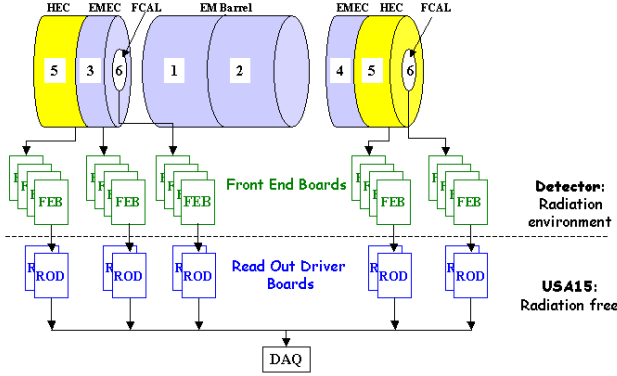 HEC EMEC FCAL EM Barrel EMEC HEC FCAL
5 3 6 1 2 4 5 6
Front End Boards
FEB FEB FEB FEB FEB
Detector:
Radiation
environment
Read Out Driver
Boards
ROD ROD ROD ROD ROD
USA15:
Radiation free
DAQ